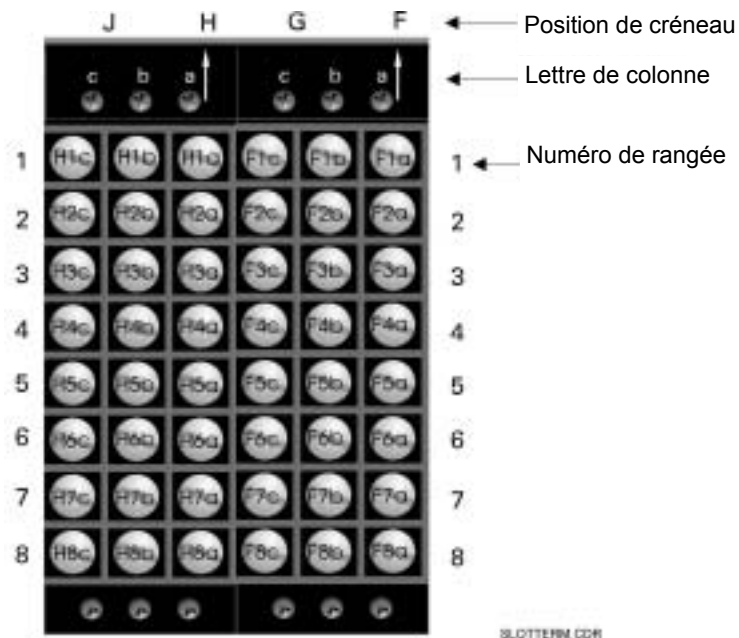 J H G F Position de créneau
c b a c b a Lettre de colonne
1 H1c H1b H1a F1c F1b F1a 1 Numéro de rangée
2 H2c H2b H2a F2c F2b F2a 2
3 H3c H3b H3a F3c F3b F3a 3
4 H4c H4b H4a F4c F4b F4a 4
5 H5c H5b H5a F5c F5b F5a 5
6 H6c H6b H6a F6c F6b F6a 6
7 H7c H7b H7a F7c F7b F7a 7
8 H8c H8b H8a F8c F8b F8a 8
SLOTTERM.CDR